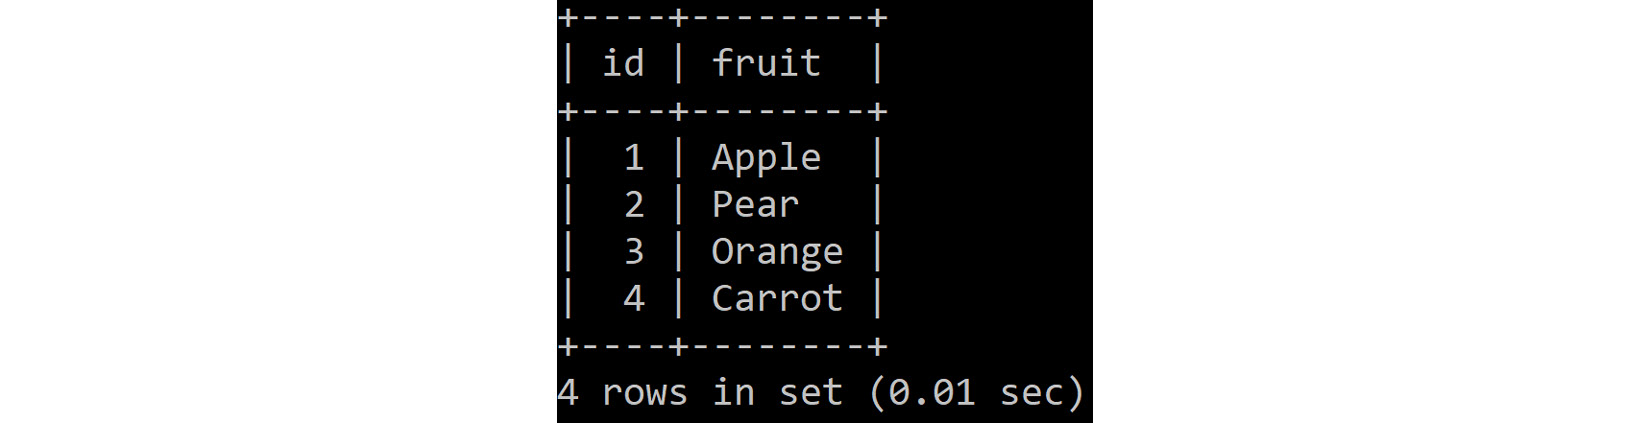 +----+--------+
| id | fruit  |
+----+--------+
|  1 | Apple  |
|  2 | Pear   |
|  3 | Orange |
|  4 | Carrot |
+----+--------+
4 rows in set (0.01 sec)